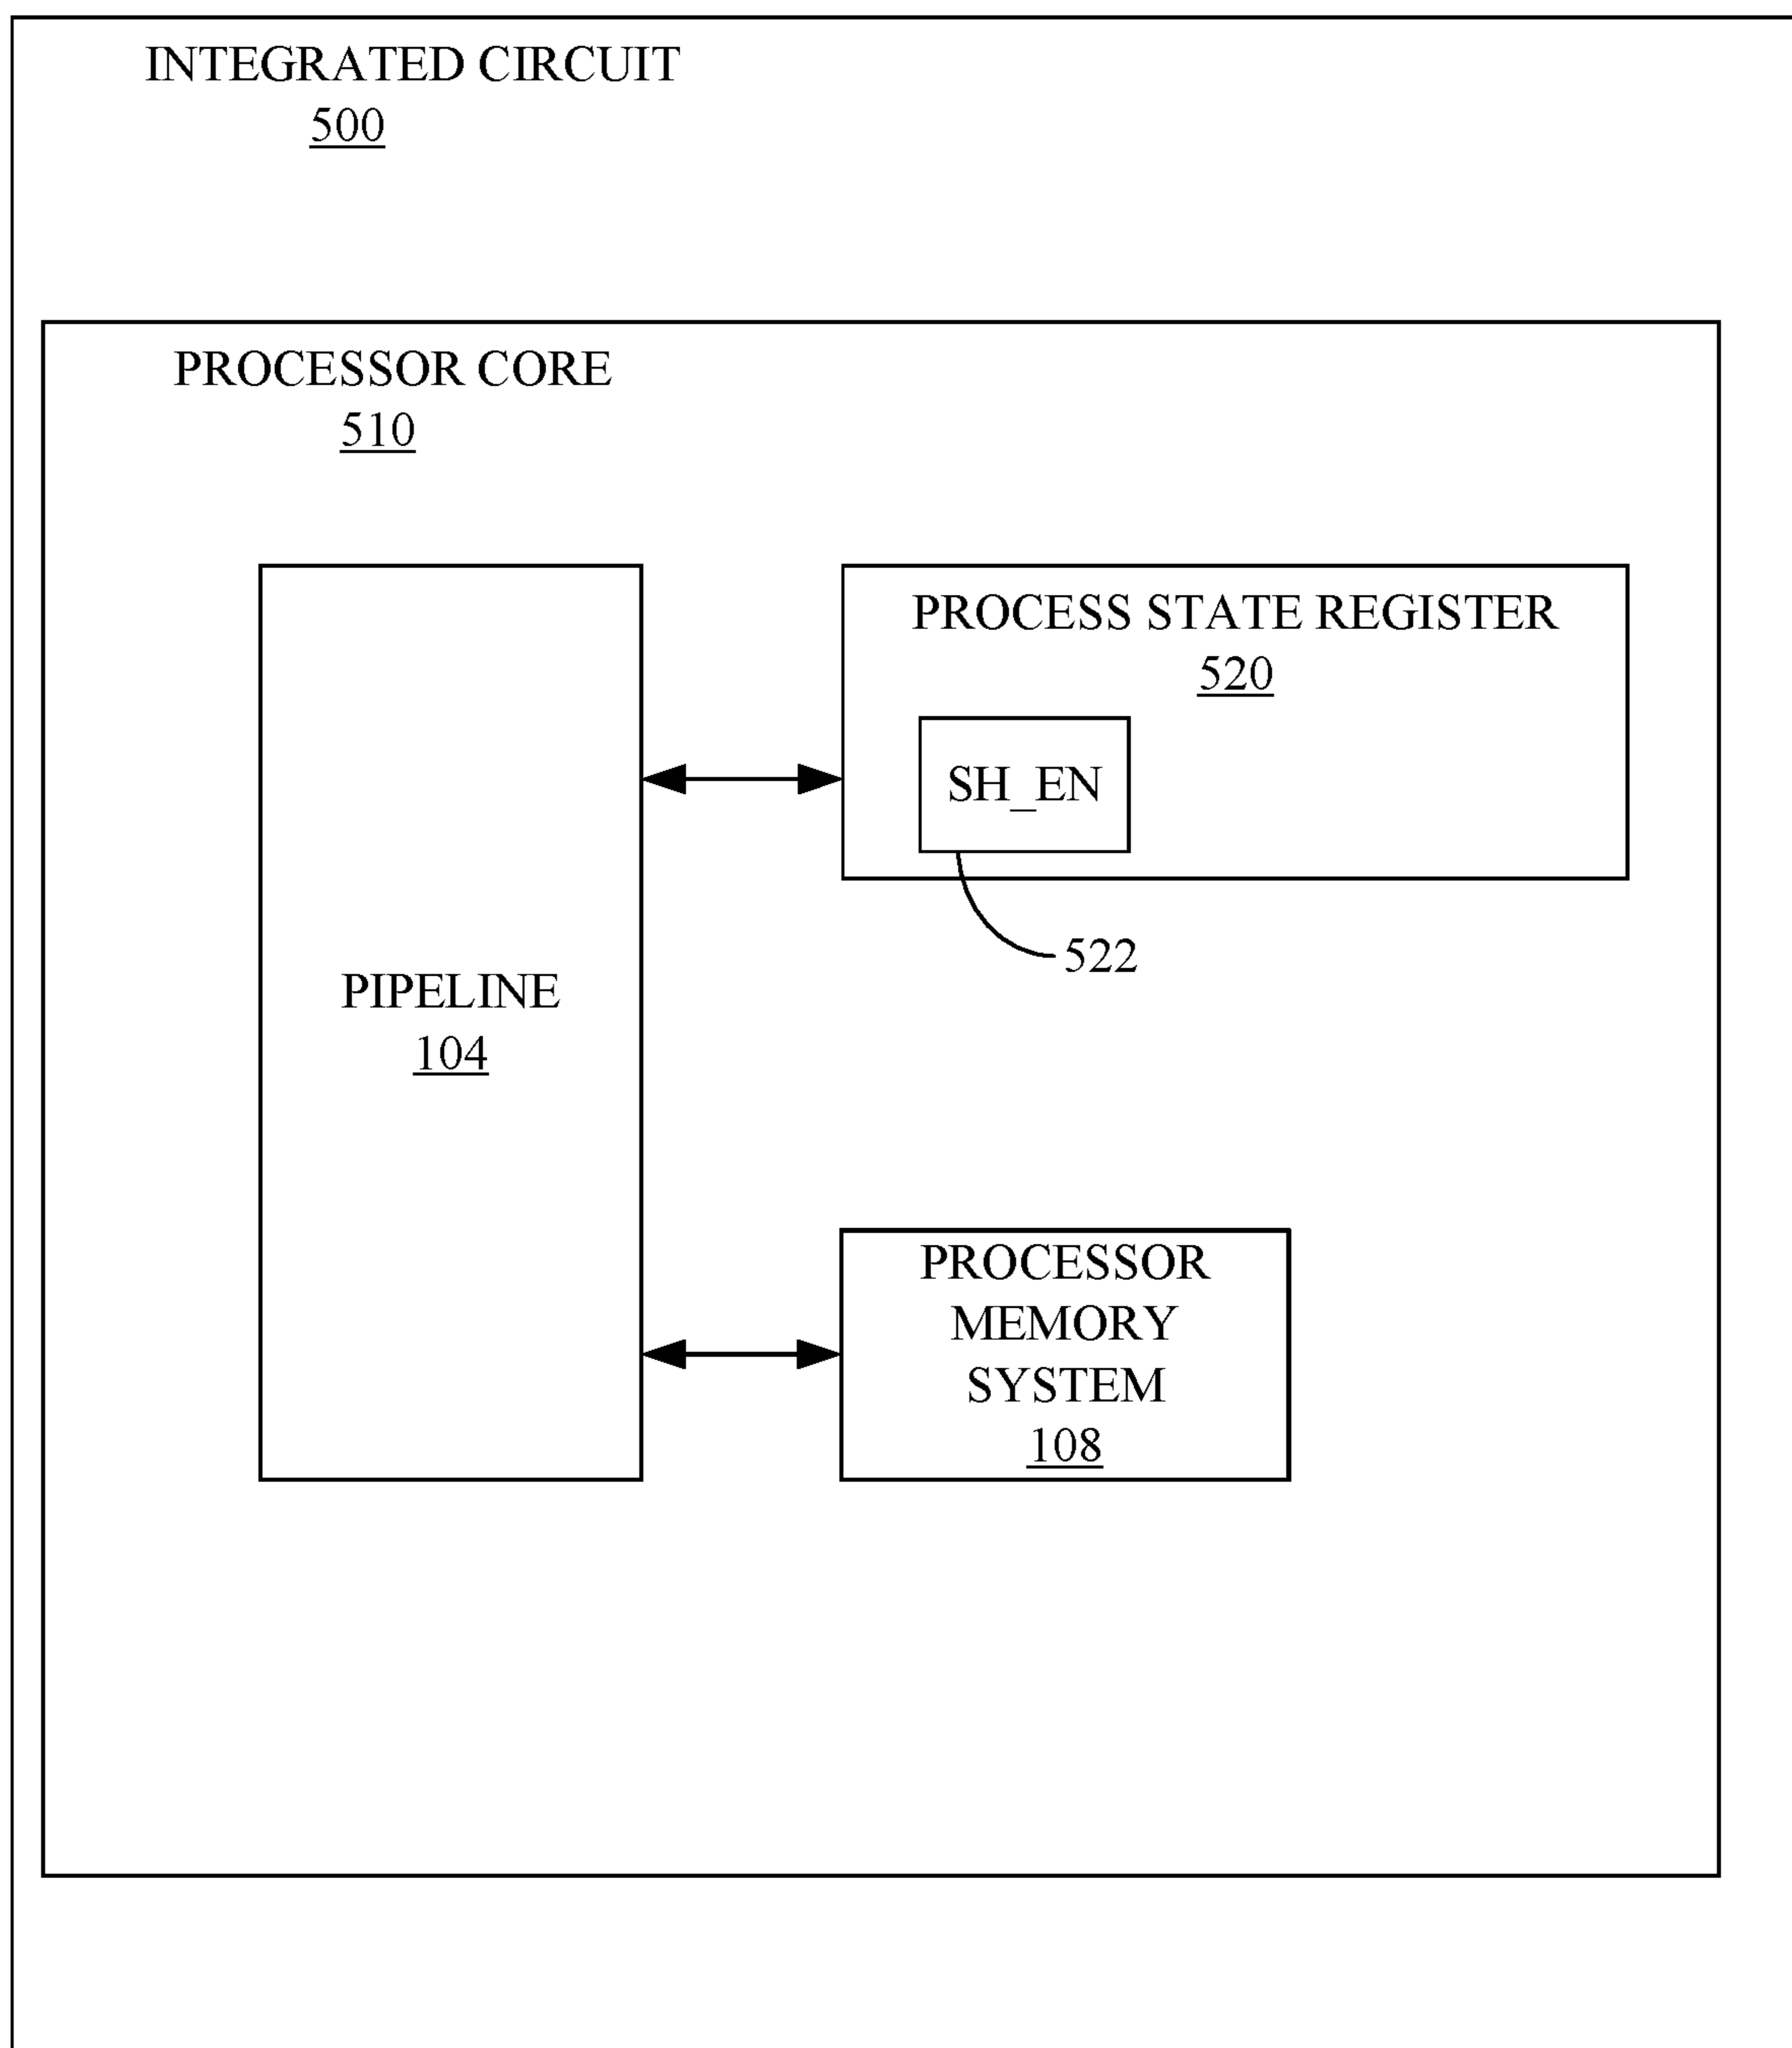 INTEGRATED CIRCUIT
500
PROCESSOR CORE
510
PROCESS STATE REGISTER
520
SH_EN
522
PIPELINE
104
PROCESSOR
MEMORY
SYSTEM
108